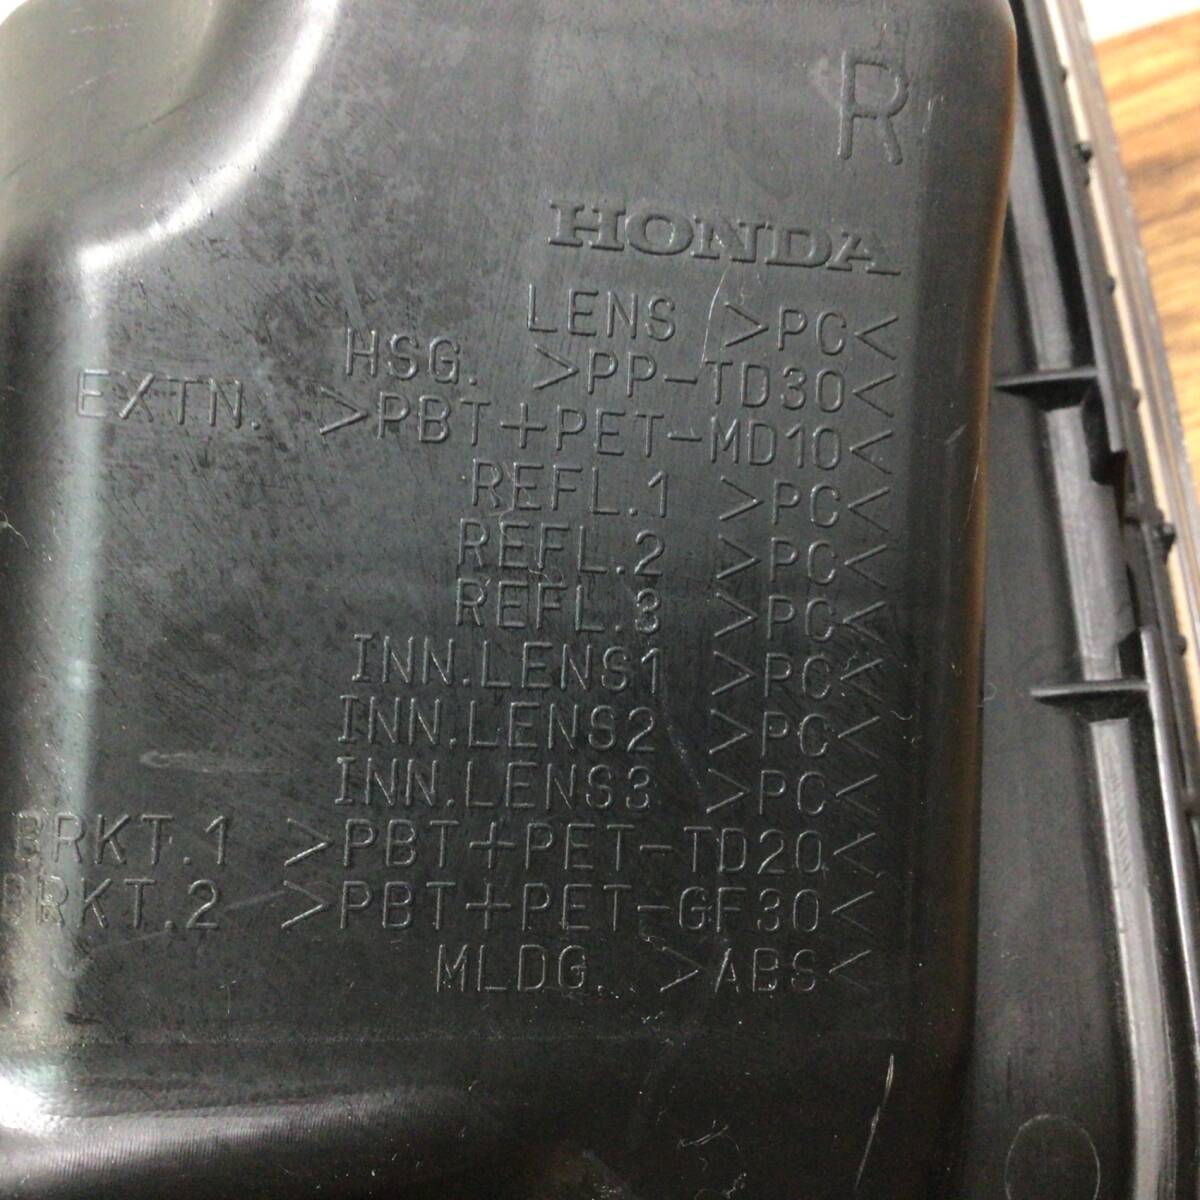 R
HONDA
LENS >PC<
HSG. >PP-TD30<
EXTN. >PBT+PET-MD10<
REFL.1 >PC<
REFL.2 >PC<
REFL.3 >PC<
INN.LENS1 >PC<
INN.LENS2 >PC<
INN.LENS3 >PC<
BRKT.1 >PBT+PET-TD20<
BRKT.2 >PBT+PET-GF30<
MLDG. >ABS<